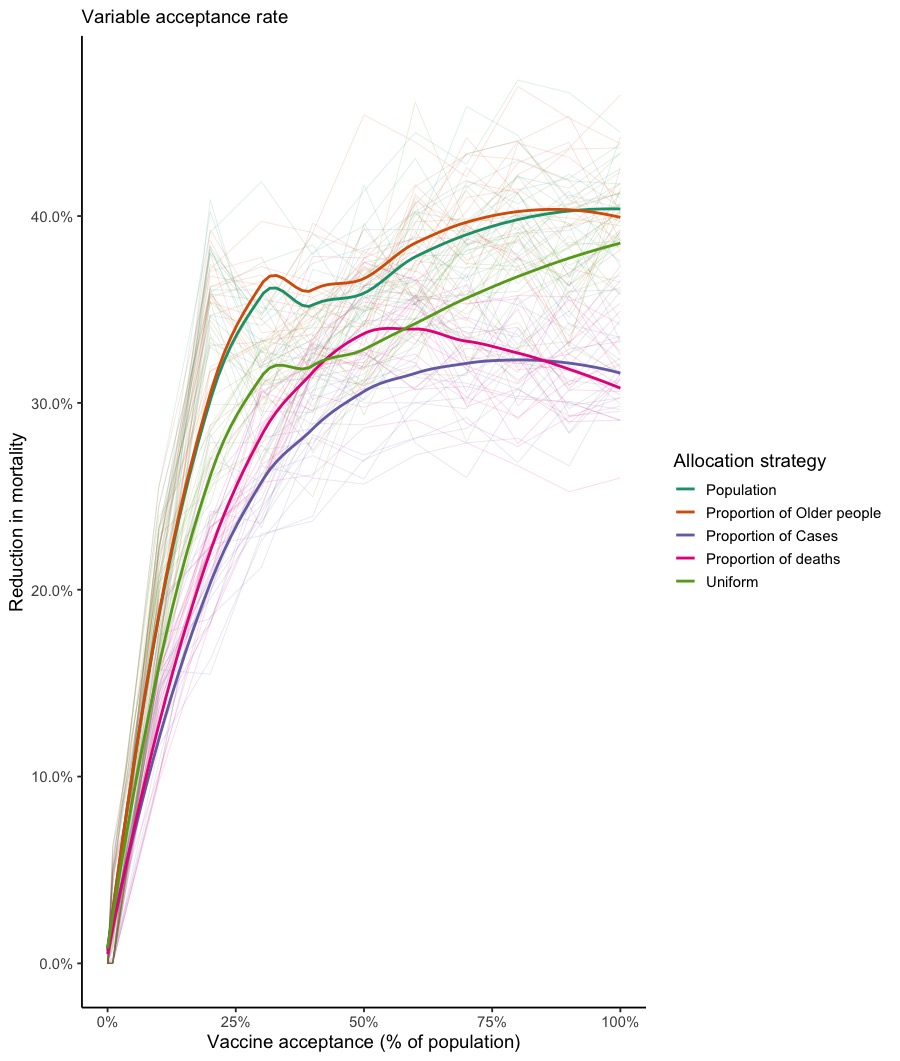 Variable acceptance rate
Reduction in mortality
40.0%
30.0%
20.0%
10.0%
0.0%
0%
25%
50%
75%
100%
Vaccine acceptance (% of population)
Allocation strategy
Population
Proportion of Older people
Proportion of Cases
Proportion of deaths
Uniform